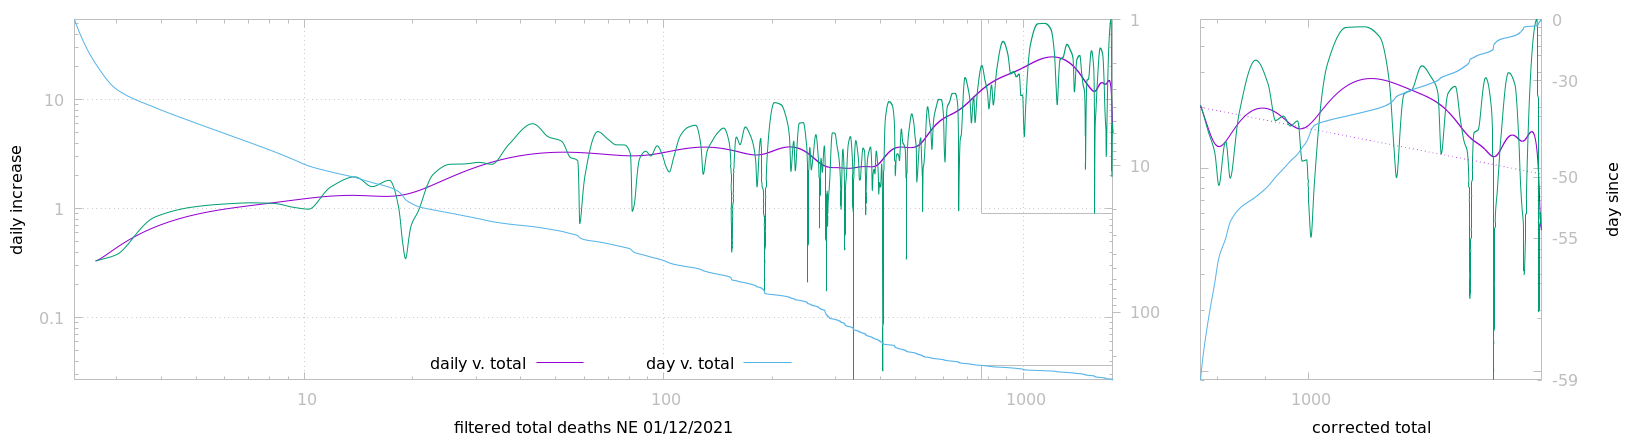 daily increase
10
1
0.1
daily v. total
day v. total
10
100
1000
filtered total deaths NE 01/12/2021
1
10
100
1000
corrected total
0
-30
-50
-55
-59
day since